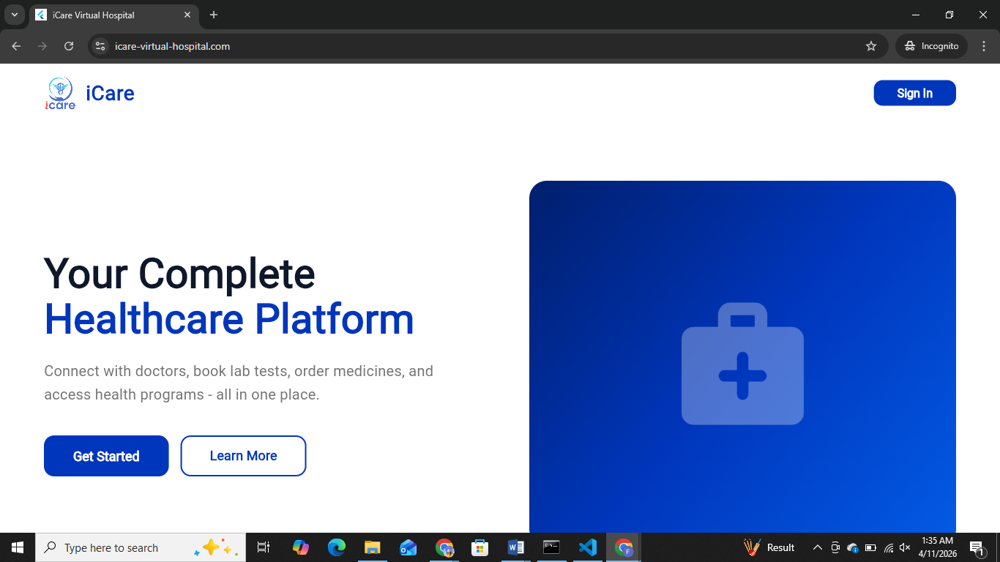 iCare Virtual Hospital
icare-virtual-hospital.com
Incognito
icare
iCare
Sign In
Your Complete
Healthcare Platform
Connect with doctors, book lab tests, order medicines, and
access health programs - all in one place.
Get Started
Learn More
Type here to search
Result
1:35 AM
4/11/2026
1